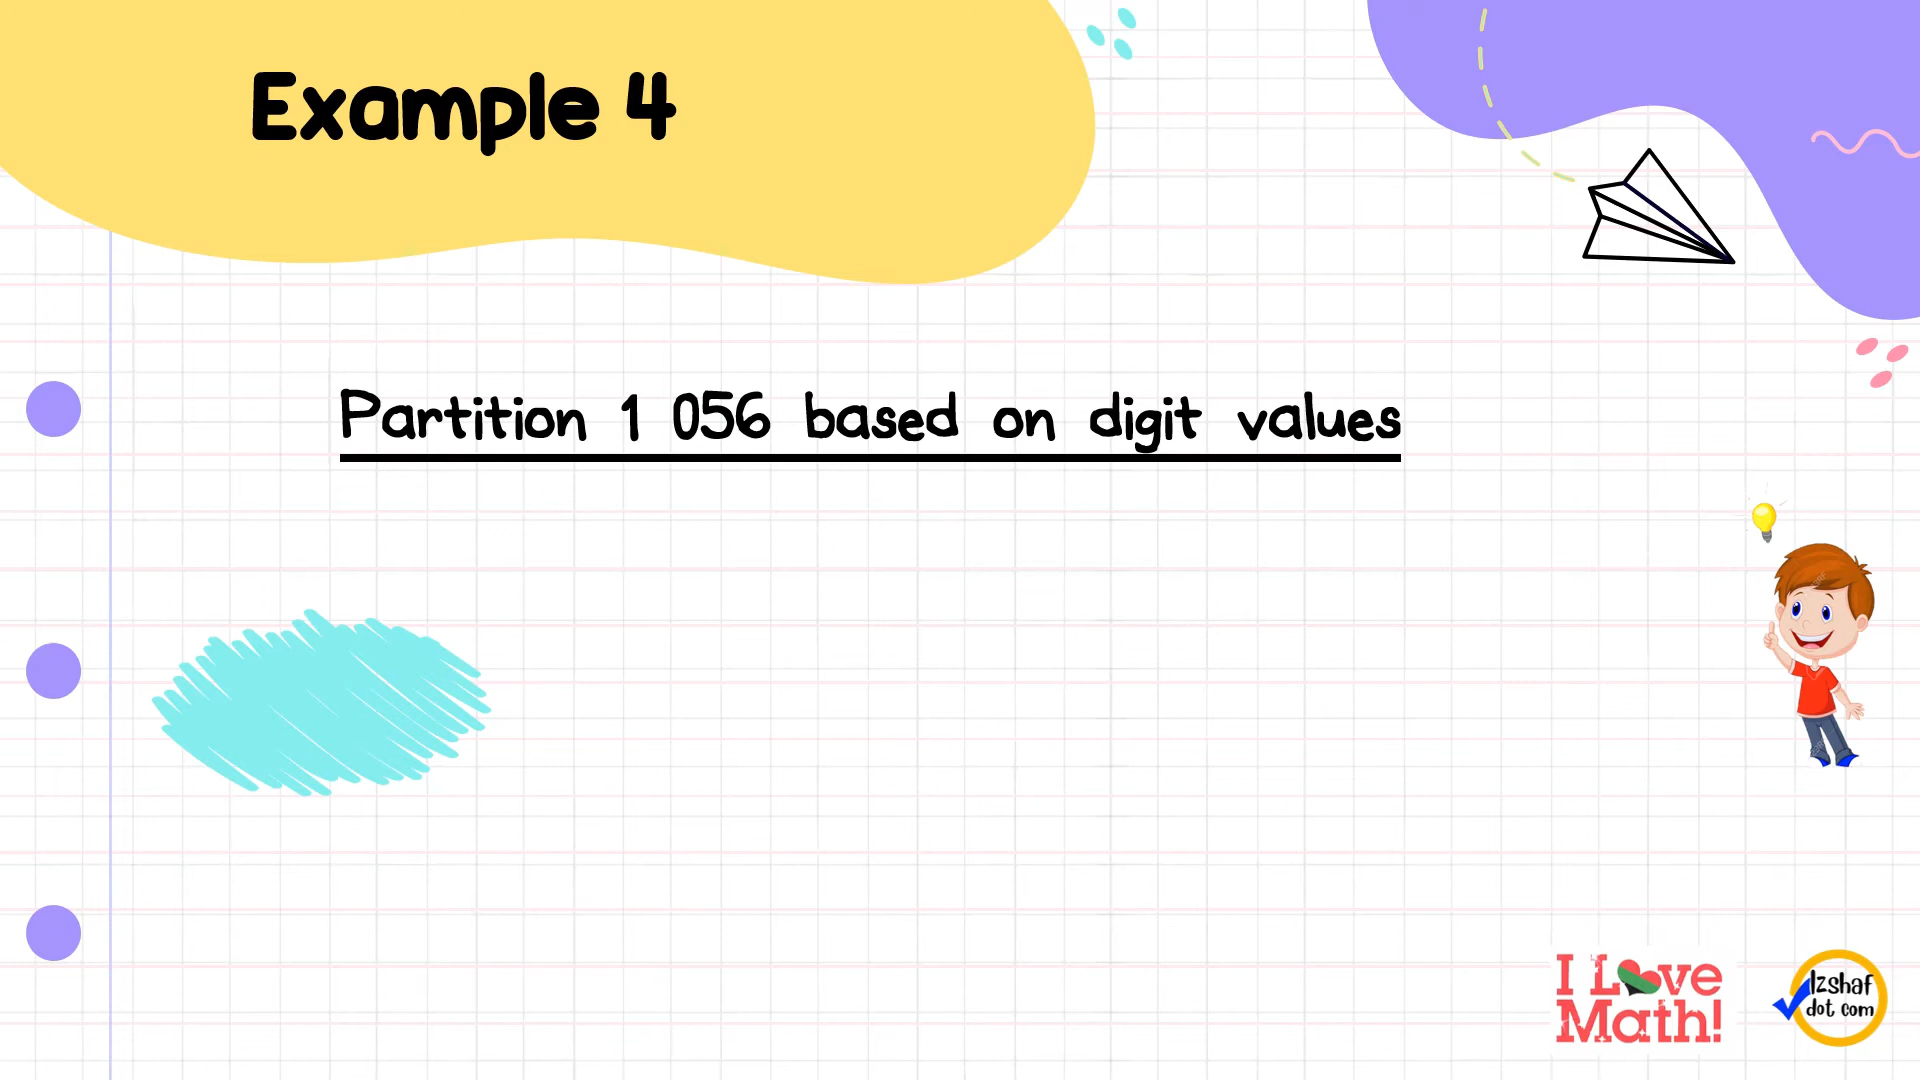 Example 4
Partition 1 056 based on digit values
I Love
Math!
Izshaf
dot com